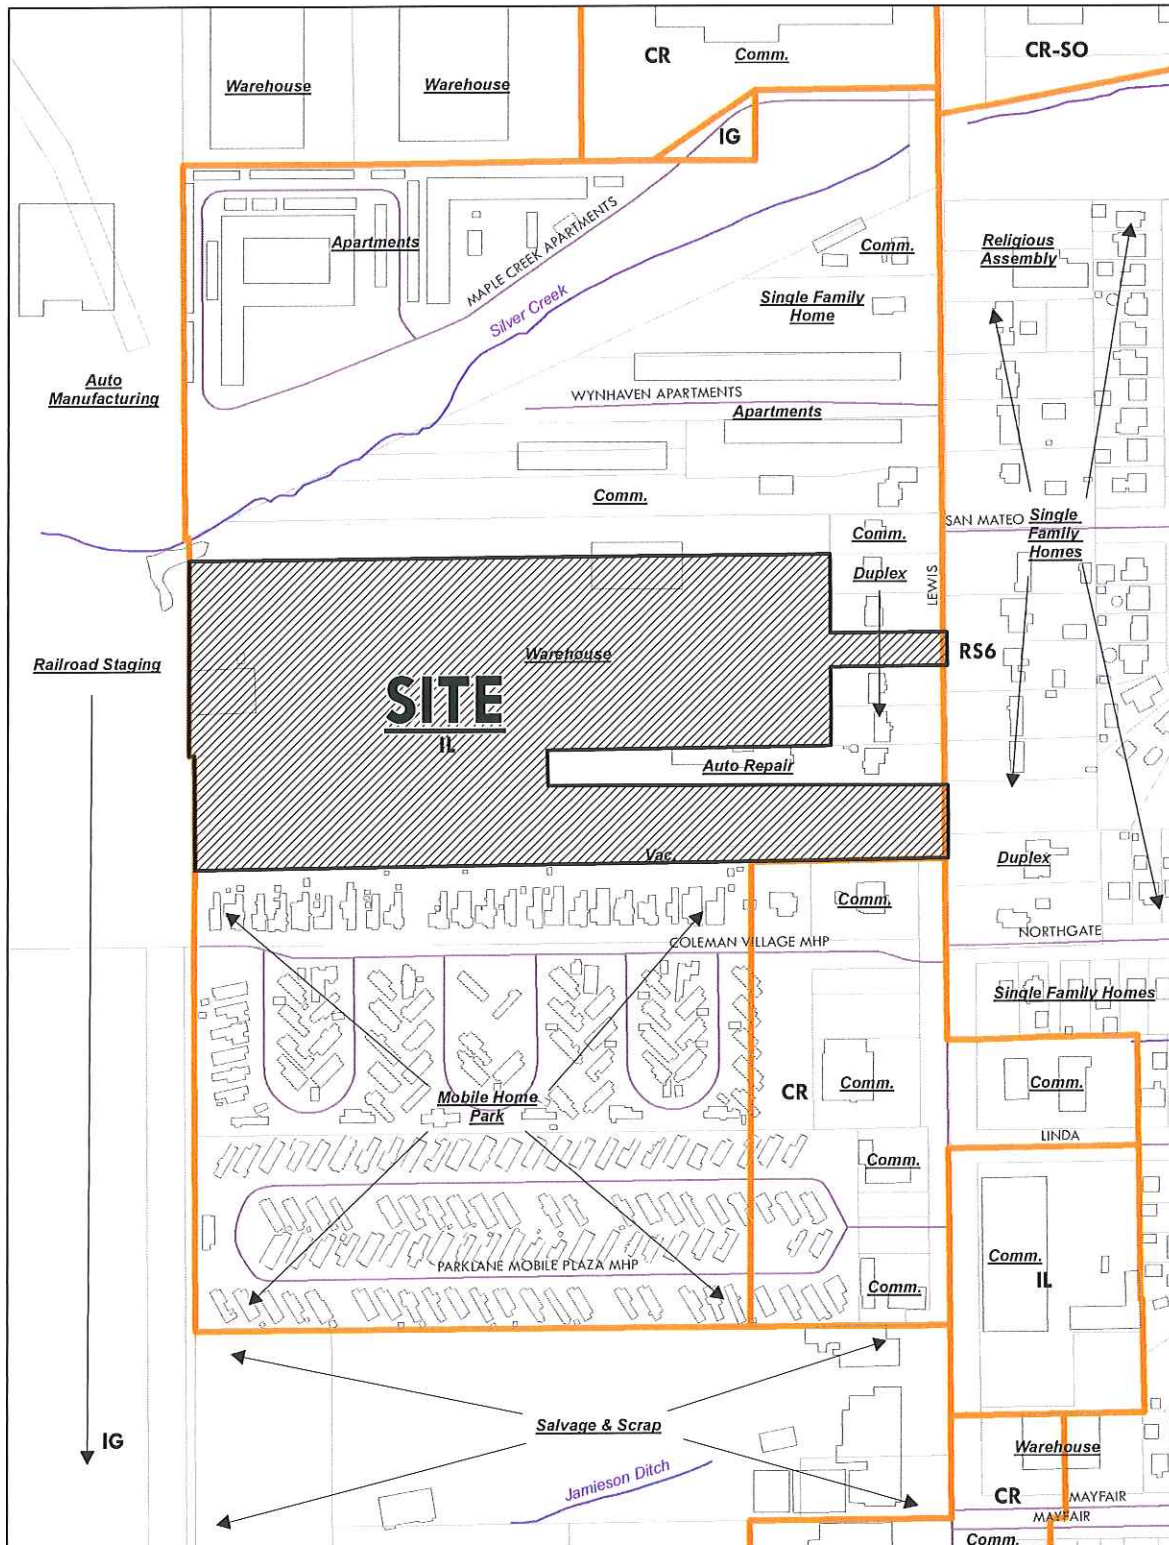 CR
Comm.
CR-SO
Warehouse
Warehouse
IG
Apartments
MAPLE CREEK APARTMENTS
Silver Creek
Comm.
Religious
Assembly
Single Family
Home
Auto
Manufacturing
WYNHAVEN APARTMENTS
Apartments
Comm.
SAN MATEO
Single
Family
Homes
Comm.
Duplex
LEWIS
Railroad Staging
Warehouse
RS6
SITE
IL
Auto Repair
Vac.
Duplex
Comm.
NORTHGATE
COLEMAN VILLAGE MHP
Single Family Homes
Mobile Home
Park
CR
Comm.
Comm.
LINDA
Comm.
PARKLANE MOBILE PLAZA MHP
Comm.
Comm.
IL
Salvage & Scrap
IG
Warehouse
Jamieson Ditch
CR
MAYFAIR
MAYFAIR
Comm.